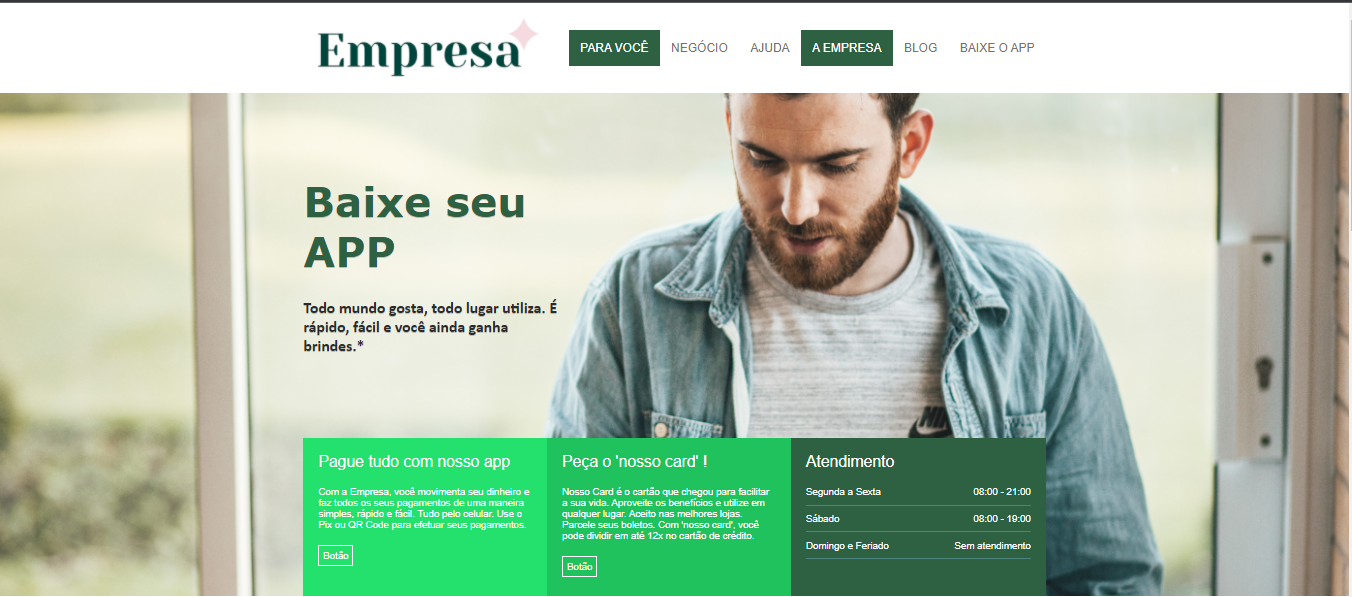 Empresa
PARA VOCÊ NEGÓCIO AJUDA A EMPRESA BLOG BAIXE O APP
Baixe seu
APP
Todo mundo gosta, todo lugar utiliza. É
rápido, fácil e você ainda ganha
brindes.*
Pague tudo com nosso app
Com a Empresa, você movimenta seu dinheiro e
faz todos os seus pagamentos de uma maneira
simples, rápido e fácil. Tudo pelo celular. Use o
Pix ou QR Code para efetuar seus pagamentos.
Botão
Peça o 'nosso card' !
Nosso Card é o cartão que chegou para facilitar
a sua vida. Aproveite os benefícios e utilize em
qualquer lugar. Aceito nas melhores lojas.
Parcele seus boletos. Com 'nosso card', você
pode dividir em até 12x no cartão de crédito.
Botão
Atendimento
Segunda a Sexta 08:00 - 21:00
Sábado 08:00 - 19:00
Domingo e Feriado Sem atendimento